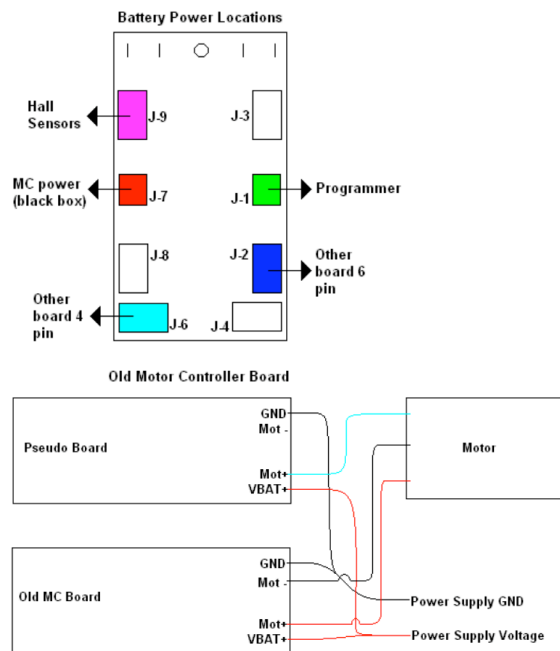 Battery Power Locations
Hall
Sensors
J-9
J-3
MC power
(black box)
J-7
J-1
Programmer
J-8
J-2
Other
board 6
pin
Other
board 4
pin
J-6
J-4
Old Motor Controller Board
GND
Mot -
Pseudo Board
Motor
Mot+
VBAT+
GND
Mot -
Old MC Board
Power Supply GND
Mot+
Power Supply Voltage
VBAT+